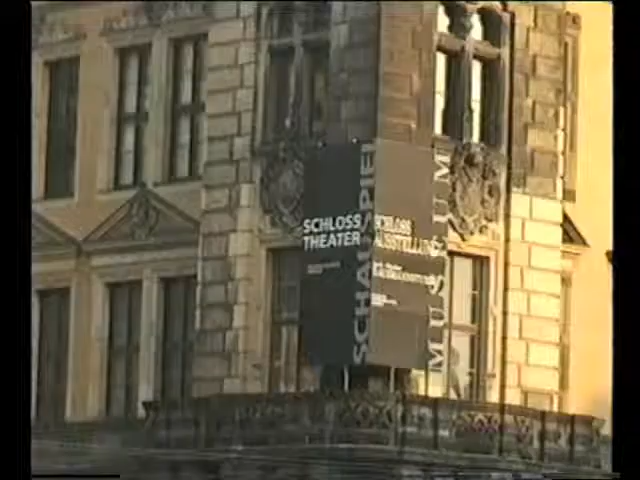 SCHLOSS
THEATER
SCHAUSPIEL
SCHLOSS
AUSSTELLUNG
MUSEUM